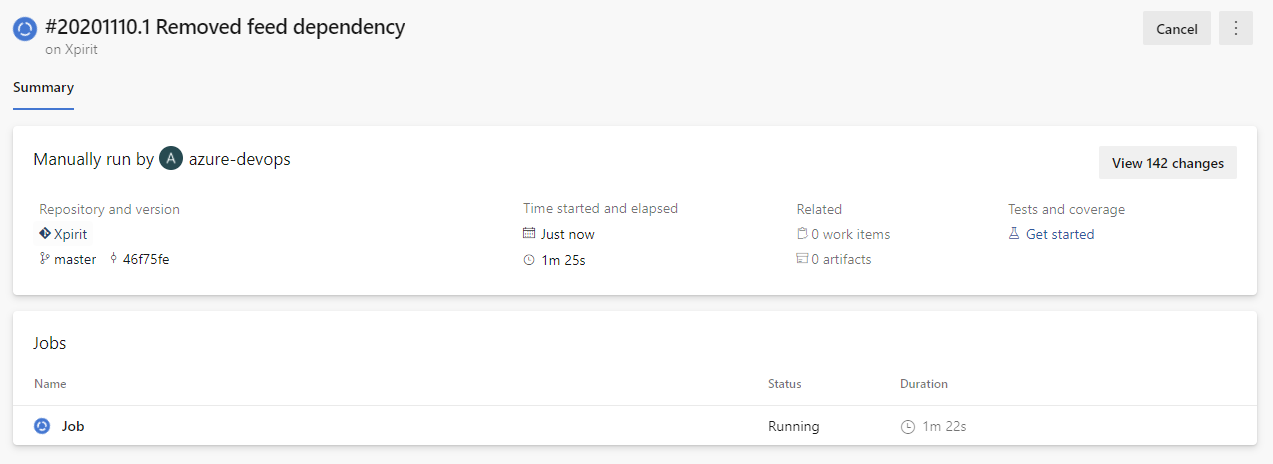 #20201110.1 Removed feed dependency
on Xpirit
Cancel
Summary
Manually run by A azure-devops
View 142 changes
Repository and version
Xpirit
master 46f75fe
Time started and elapsed
Just now
1m 25s
Related
0 work items
0 artifacts
Tests and coverage
Get started
Jobs
Name Status Duration
Job Running 1m 22s